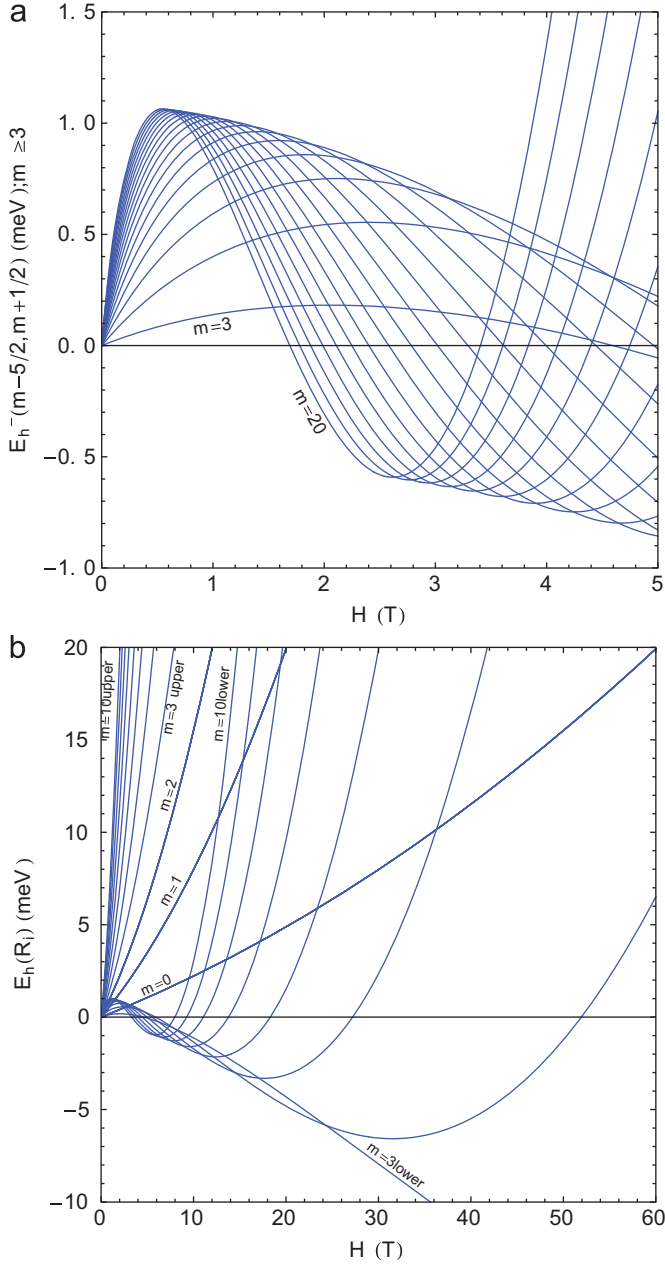 a
1. 5
1. 0
0. 5
0. 0
−0. 5
−1. 0
E_h^−(m−5/2, m+1/2) (meV);m ≥3
m=3
m=20
0
1
2
3
4
5
H (T)
b
20
15
10
5
0
−5
−10
E_h(R_i) (meV)
m=10upper
m=3 upper
m=2
m=1
m=0
m=10lower
m=3lower
0
10
20
30
40
50
60
H (T)